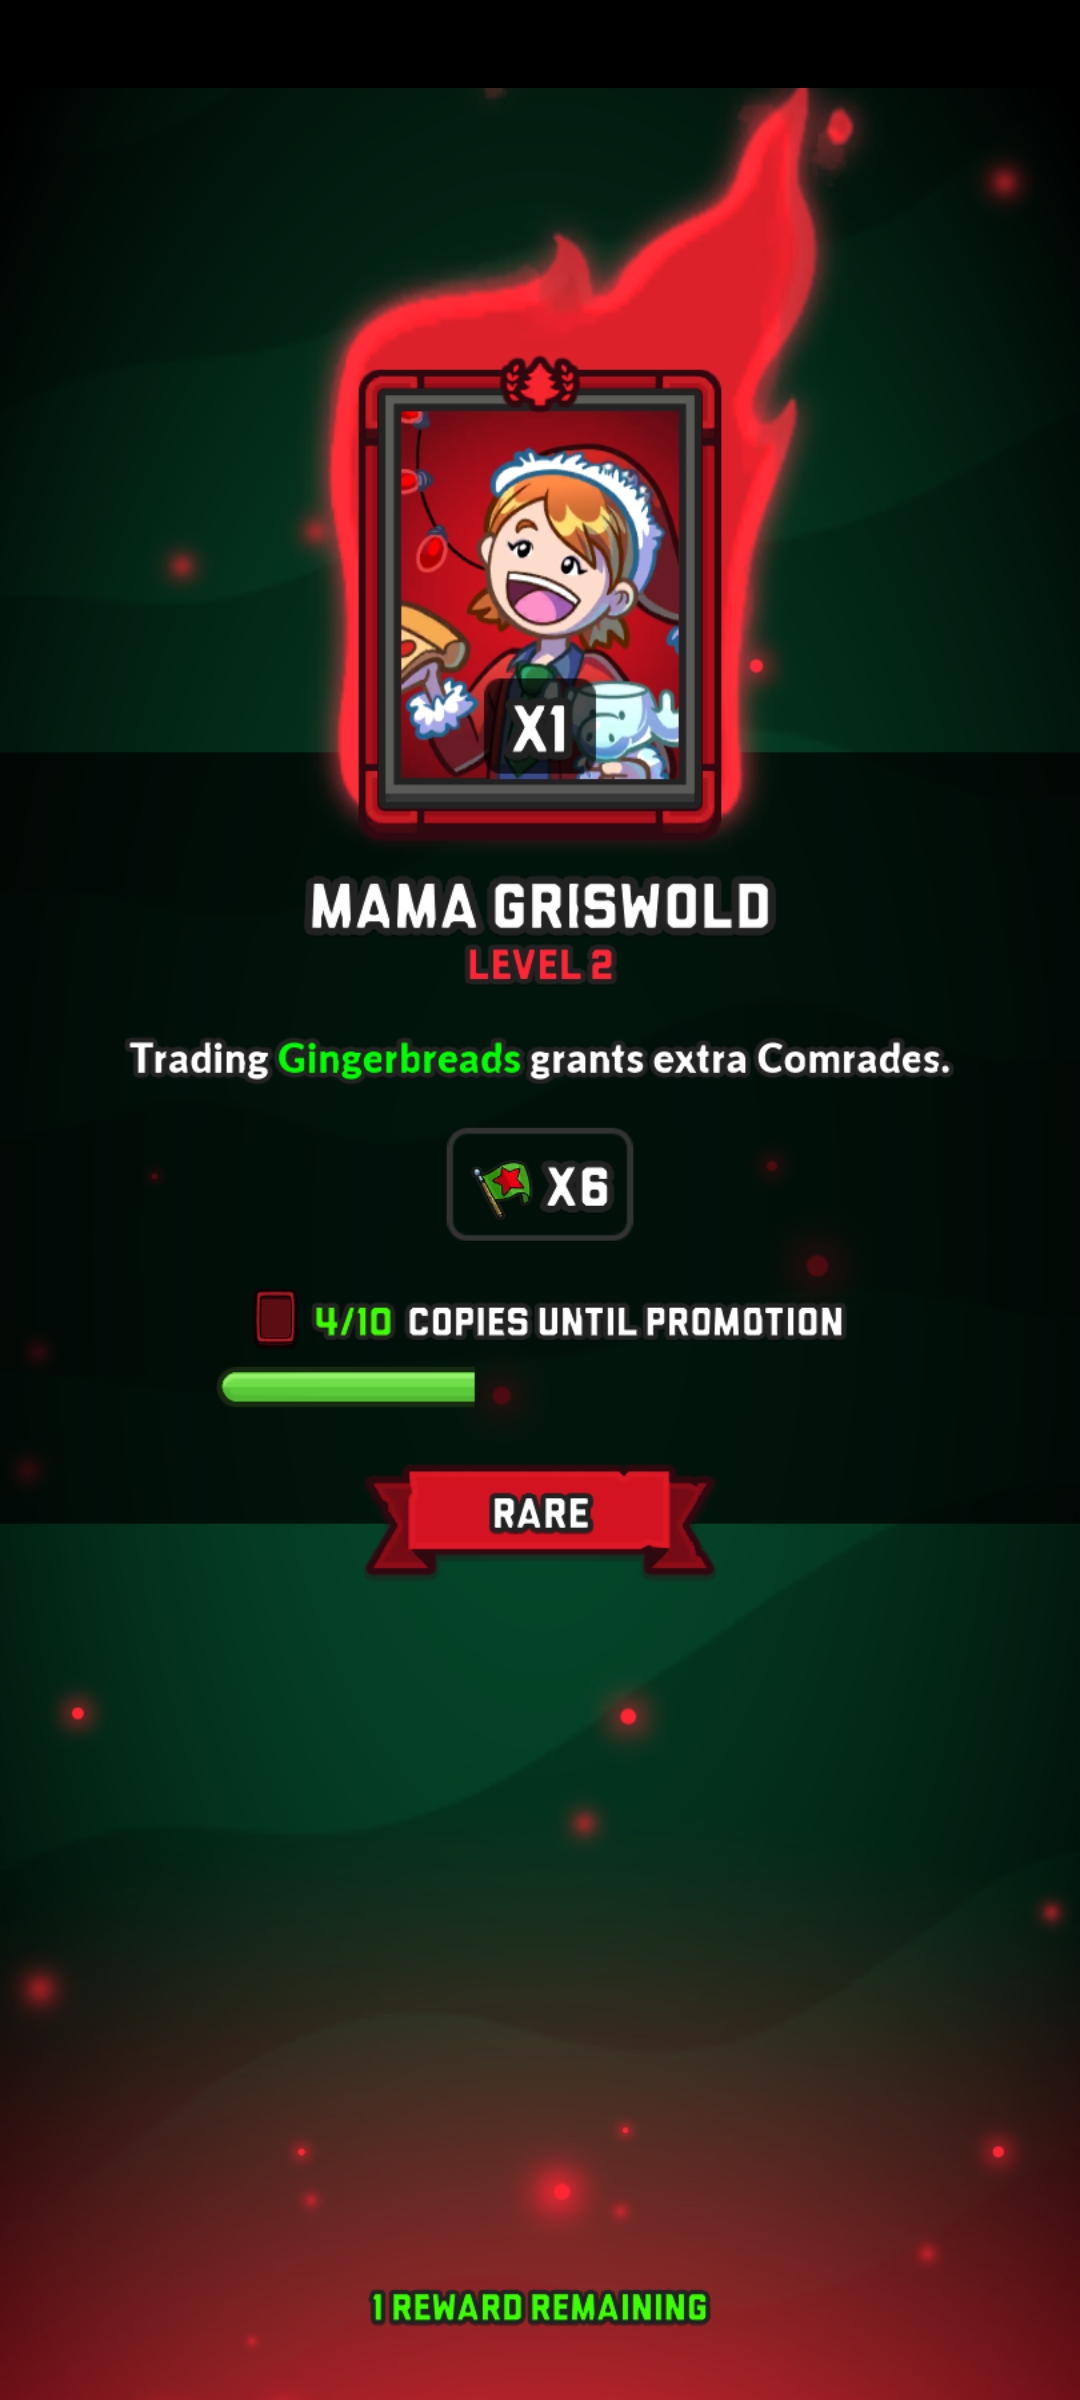 X1
MAMA GRISWOLD
LEVEL 2
Trading Gingerbreads grants extra Comrades.
X6
4/10 COPIES UNTIL PROMOTION
RARE
1 REWARD REMAINING